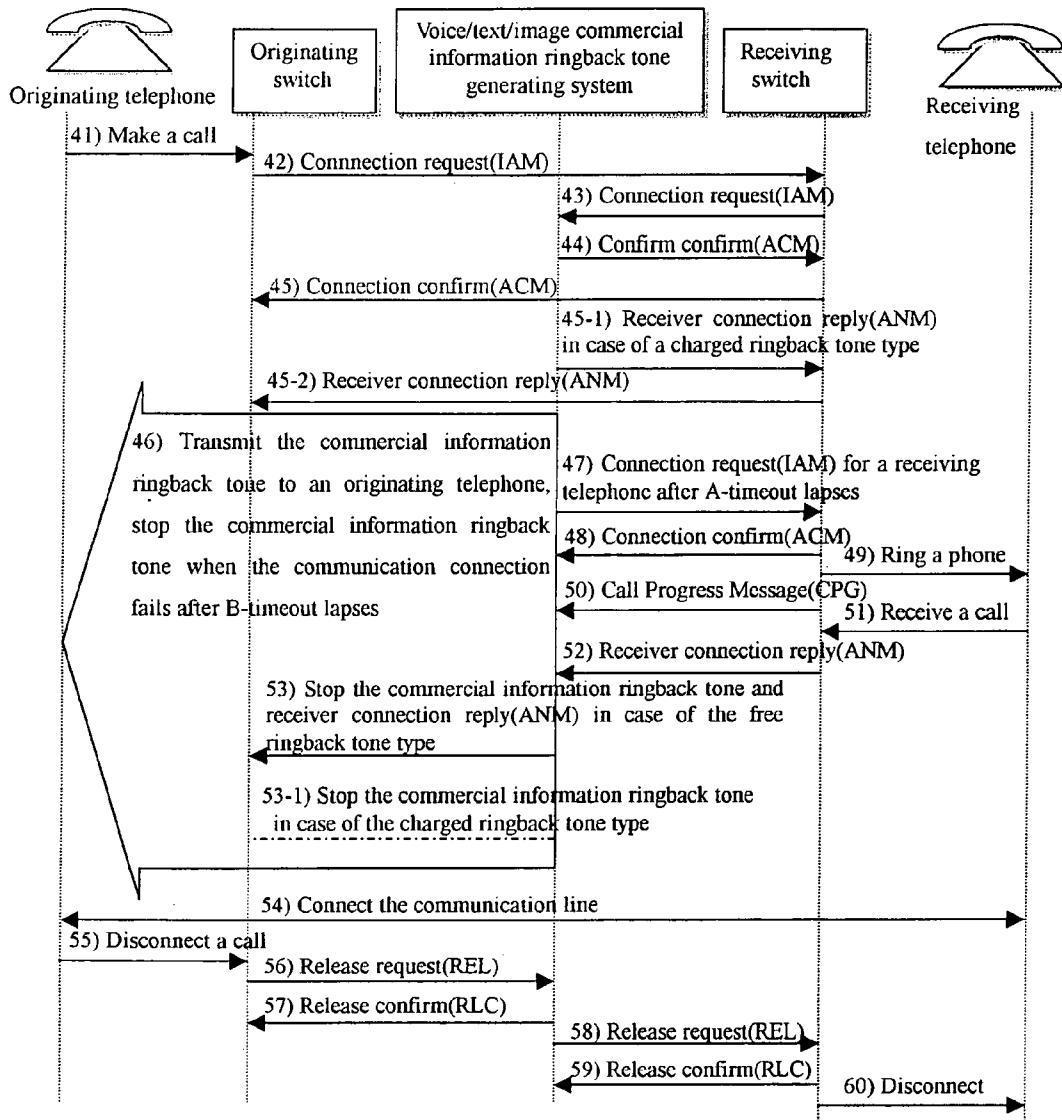 Originating telephone
Originating
switch
Voice/text/image commercial
information ringback tone
generating system
Receiving
switch
Receiving
telephone
41) Make a call
42) Connnection request(IAM)
43) Connection request(IAM)
44) Confirm confirm(ACM)
45) Connection confirm(ACM)
45-1) Receiver connection reply(ANM)
in case of a charged ringback tone type
45-2) Receiver connection reply(ANM)
46) Transmit the commercial information
ringback tone to an originating telephone,
stop the commercial information ringback
tone when the communication connection
fails after B-timeout lapses
47) Connection request(IAM) for a receiving
telephone after A-timeout lapses
48) Connection confirm(ACM)
49) Ring a phone
50) Call Progress Message(CPG)
51) Receive a call
52) Receiver connection reply(ANM)
53) Stop the commercial information ringback tone and
receiver connection reply(ANM) in case of the free
ringback tone type
53-1) Stop the commercial information ringback tone
in case of the charged ringback tone type
54) Connect the communication line
55) Disconnect a call
56) Release request(REL)
57) Release confirm(RLC)
58) Release request(REL)
59) Release confirm(RLC)
60) Disconnect